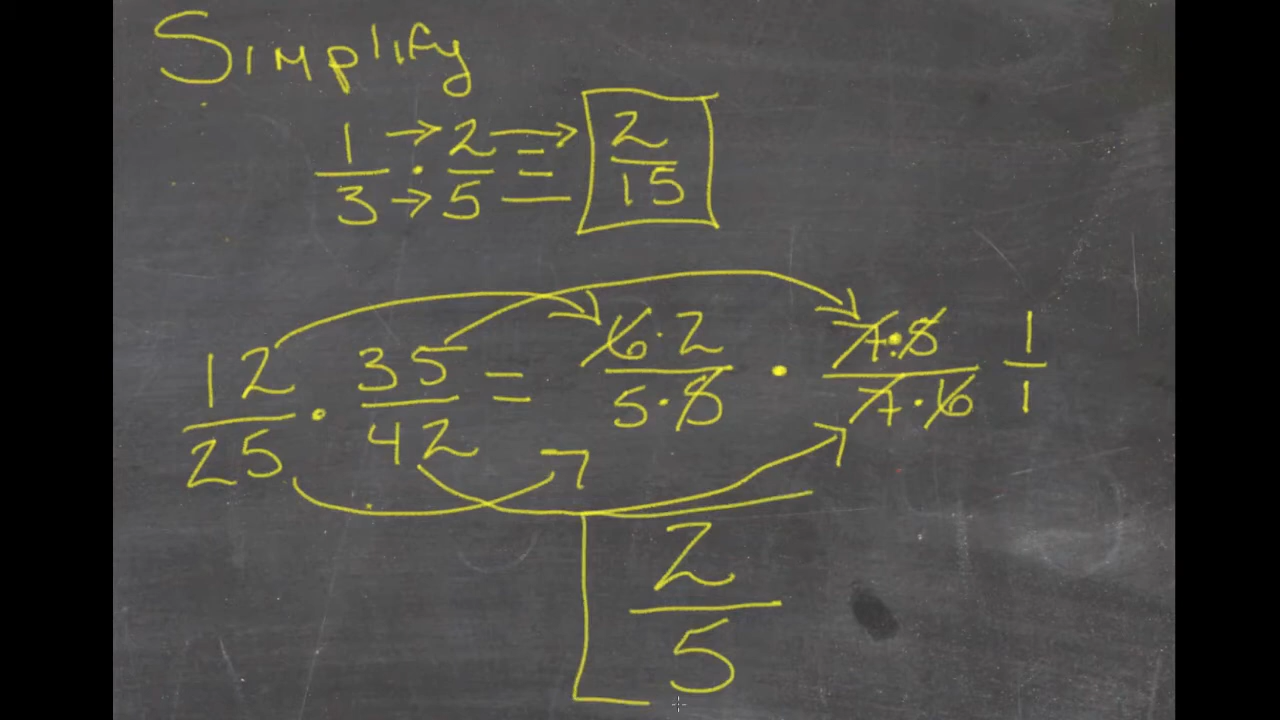 Simplify
1/3 · 2/5 = 2/15
12/25 · 35/42 = 6·2/5·5 · 7·5/7·6 1/1
2/5